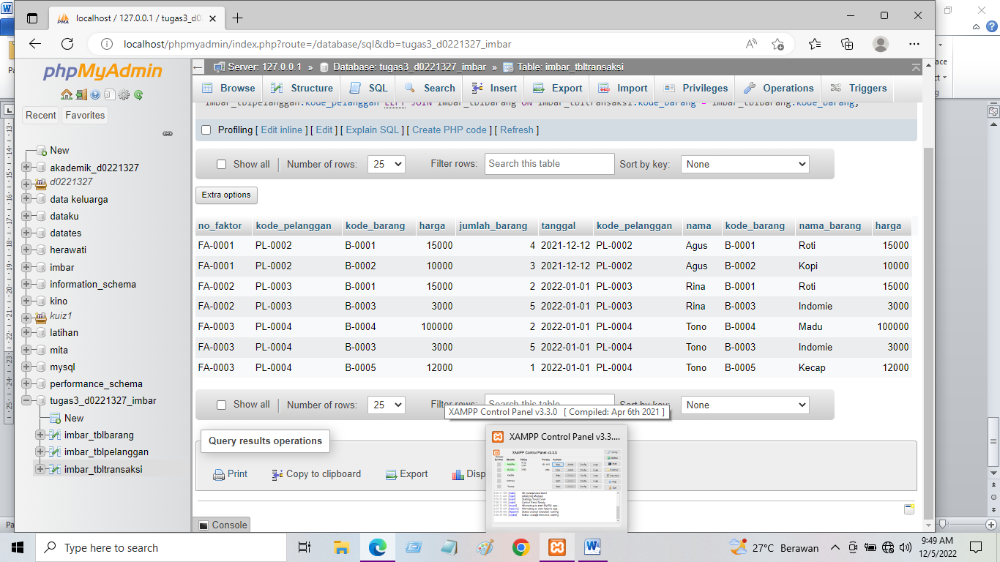 localhost / 127.0.0.1 / tugas3_d02
localhost/phpmyadmin/index.php?route=/database/sql&db=tugas3_d0221327_imbar
phpMyAdmin
Recent Favorites
New
akademik_d0221327
d0221327
data keluarga
dataku
datates
herawati
imbar
information_schema
kino
kuiz1
latihan
mita
mysql
performance_schema
tugas3_d0221327_imbar
New
imbar_tblbarang
imbar_tblpelanggan
imbar_tbltransaksi
Server: 127.0.0.1 » Database: tugas3_d0221327_imbar » Table: imbar_tbltransaksi
Browse Structure SQL Search Insert Export Import Privileges Operations Triggers
imbar_tblpelanggan.kode_pelanggan LEFT JOIN imbar_tblbarang ON imbar_tbltransaksi.kode_barang = imbar_tblbarang.kode_barang;
Profiling [ Edit inline ] [ Edit ] [ Explain SQL ] [ Create PHP code ] [ Refresh ]
Show all Number of rows: 25 Filter rows: Search this table Sort by key: None
Extra options
no_faktor kode_pelanggan kode_barang harga jumlah_barang tanggal kode_pelanggan nama kode_barang nama_barang harga
FA-0001 PL-0002 B-0001 15000 4 2021-12-12 PL-0002 Agus B-0001 Roti 15000
FA-0001 PL-0002 B-0002 10000 3 2021-12-12 PL-0002 Agus B-0002 Kopi 10000
FA-0002 PL-0003 B-0001 15000 2 2022-01-01 PL-0003 Rina B-0001 Roti 15000
FA-0002 PL-0003 B-0003 3000 5 2022-01-01 PL-0003 Rina B-0003 Indomie 3000
FA-0003 PL-0004 B-0004 100000 2 2022-01-01 PL-0004 Tono B-0004 Madu 100000
FA-0003 PL-0004 B-0003 3000 5 2022-01-01 PL-0004 Tono B-0003 Indomie 3000
FA-0003 PL-0004 B-0005 12000 1 2022-01-01 PL-0004 Tono B-0005 Kecap 12000
Show all Number of rows: 25 Filter rows: Search this table Sort by key: None
XAMPP Control Panel v3.3.0 [ Compiled: Apr 6th 2021 ]
XAMPP Control Panel v3.3....
XAMPP Control Panel v3.3.0
Query results operations
Print Copy to clipboard Export Disp
Console
Type here to search
27°C Berawan
9:49 AM
12/5/2022